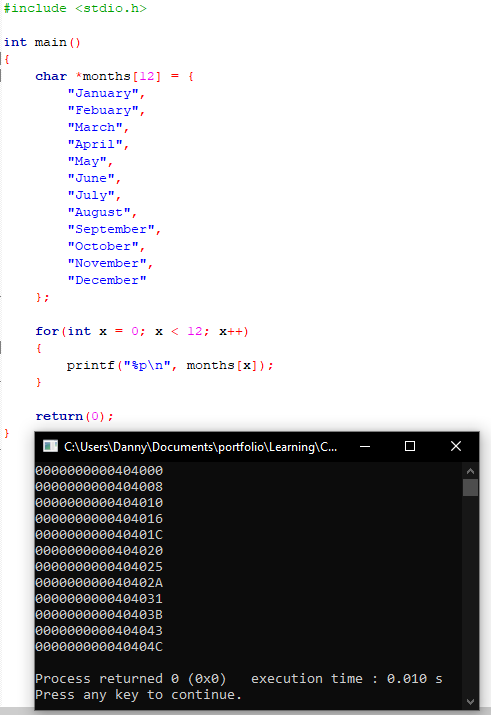 #include <stdio.h>
int main()
{
    char *months[12] = {
        "January",
        "Febuary",
        "March",
        "April",
        "May",
        "June",
        "July",
        "August",
        "September",
        "October",
        "November",
        "December"
    };
    for(int x = 0; x < 12; x++)
    {
        printf("%p\n", months[x]);
    }
    return(0);
}
C:\Users\Danny\Documents\portfolio\Learning\C...
0000000000404000
0000000000404008
0000000000404010
0000000000404016
000000000040401C
0000000000404020
0000000000404025
000000000040402A
0000000000404031
000000000040403B
0000000000404043
000000000040404C
Process returned 0 (0x0)   execution time : 0.010 s
Press any key to continue.